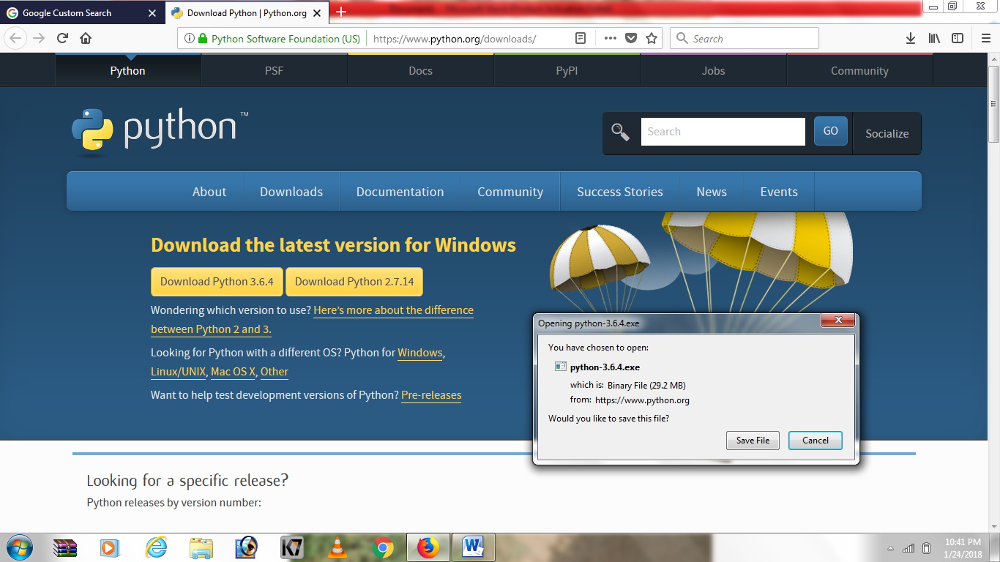 Google Custom Search
Download Python | Python.org
Python Software Foundation (US)
https://www.python.org/downloads/
Search
Python
PSF
Docs
PyPI
Jobs
Community
python™
Search
GO
Socialize
About
Downloads
Documentation
Community
Success Stories
News
Events
Download the latest version for Windows
Download Python 3.6.4
Download Python 2.7.14
Wondering which version to use? Here's more about the difference
between Python 2 and 3.
Looking for Python with a different OS? Python for Windows,
Linux/UNIX, Mac OS X, Other
Want to help test development versions of Python? Pre-releases
Opening python-3.6.4.exe
You have chosen to open:
python-3.6.4.exe
which is: Binary File (29.2 MB)
from: https://www.python.org
Would you like to save this file?
Save File
Cancel
Looking for a specific release?
Python releases by version number:
K7
W
10:41 PM
1/24/2018